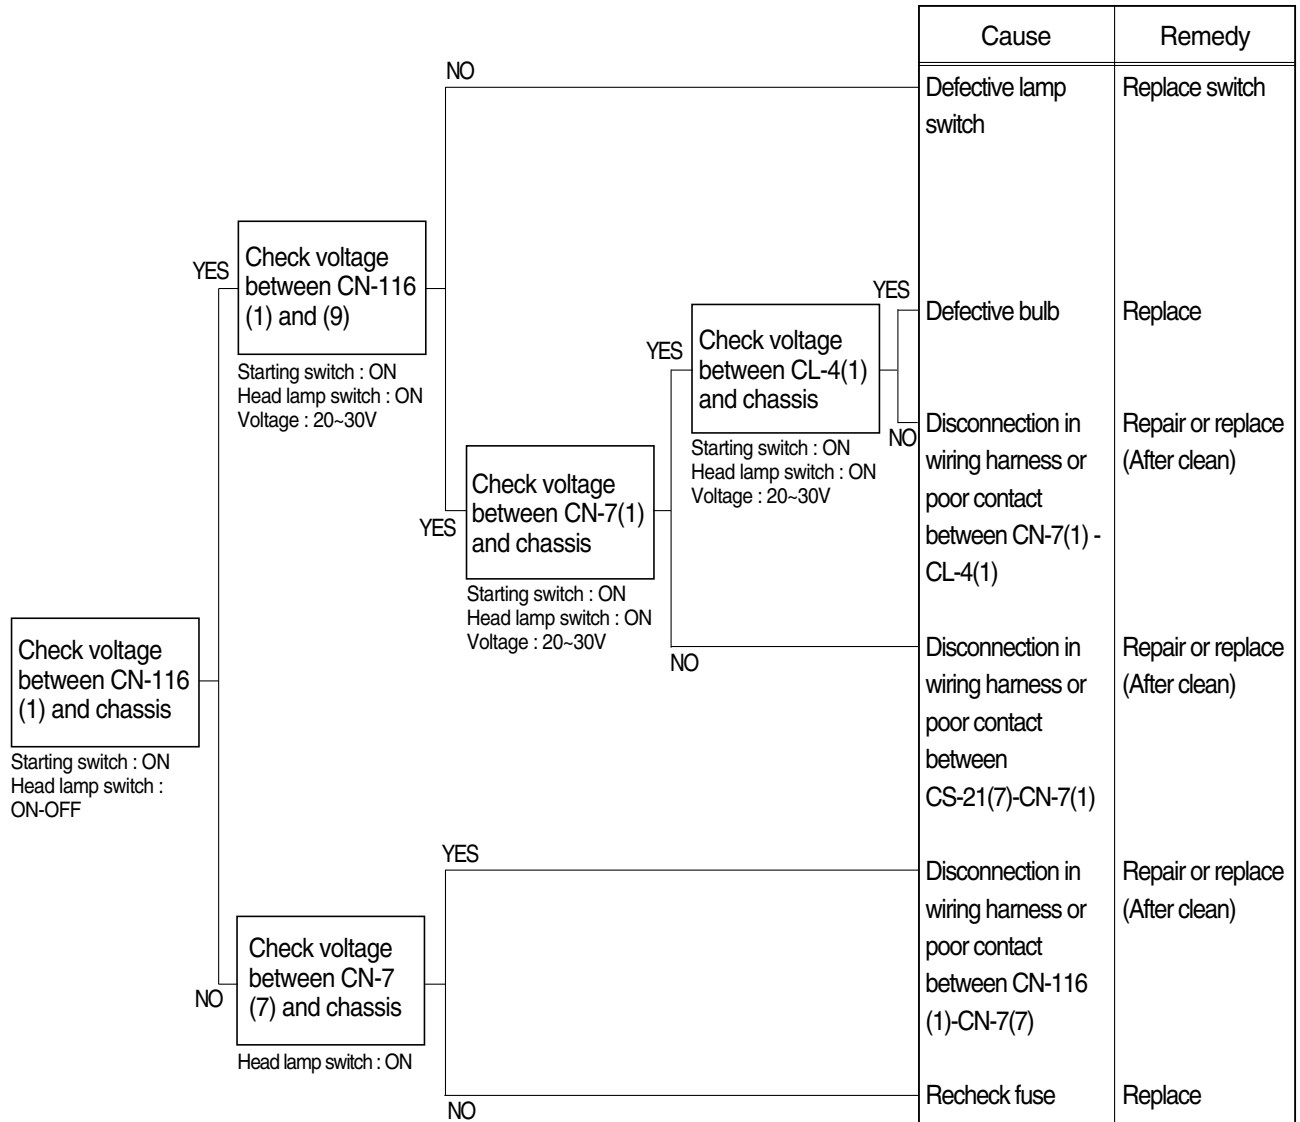 Cause
Remedy
NO
Defective lamp
switch
Replace switch
YES
Check voltage
between CN-116
(1) and (9)
Starting switch : ON
Head lamp switch : ON
Voltage : 20~30V
YES
Check voltage
between CL-4(1)
and chassis
Starting switch : ON
Head lamp switch : ON
Voltage : 20~30V
YES
Defective bulb
Replace
NO
Disconnection in
wiring harness or
poor contact
between CN-7(1) -
CL-4(1)
Repair or replace
(After clean)
YES
Check voltage
between CN-7(1)
and chassis
Starting switch : ON
Head lamp switch : ON
Voltage : 20~30V
NO
Disconnection in
wiring harness or
poor contact
between
CS-21(7)-CN-7(1)
Repair or replace
(After clean)
Check voltage
between CN-116
(1) and chassis
Starting switch : ON
Head lamp switch :
ON-OFF
YES
Disconnection in
wiring harness or
poor contact
between CN-116
(1)-CN-7(7)
Repair or replace
(After clean)
NO
Check voltage
between CN-7
(7) and chassis
Head lamp switch : ON
NO
Recheck fuse
Replace